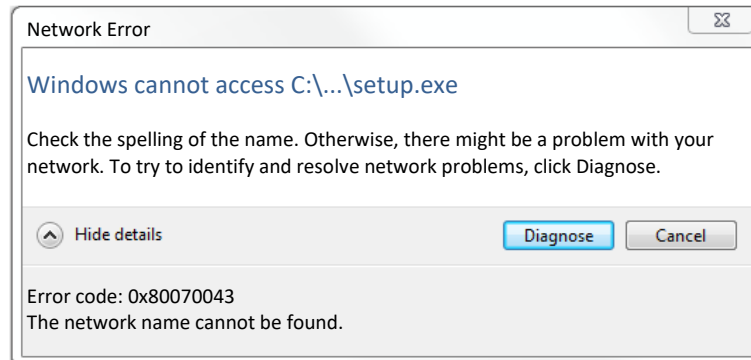 Network Error
Windows cannot access C:\...\setup.exe
Check the spelling of the name. Otherwise, there might be a problem with your
network. To try to identify and resolve network problems, click Diagnose.
Hide details
Diagnose
Cancel
Error code: 0x80070043
The network name cannot be found.